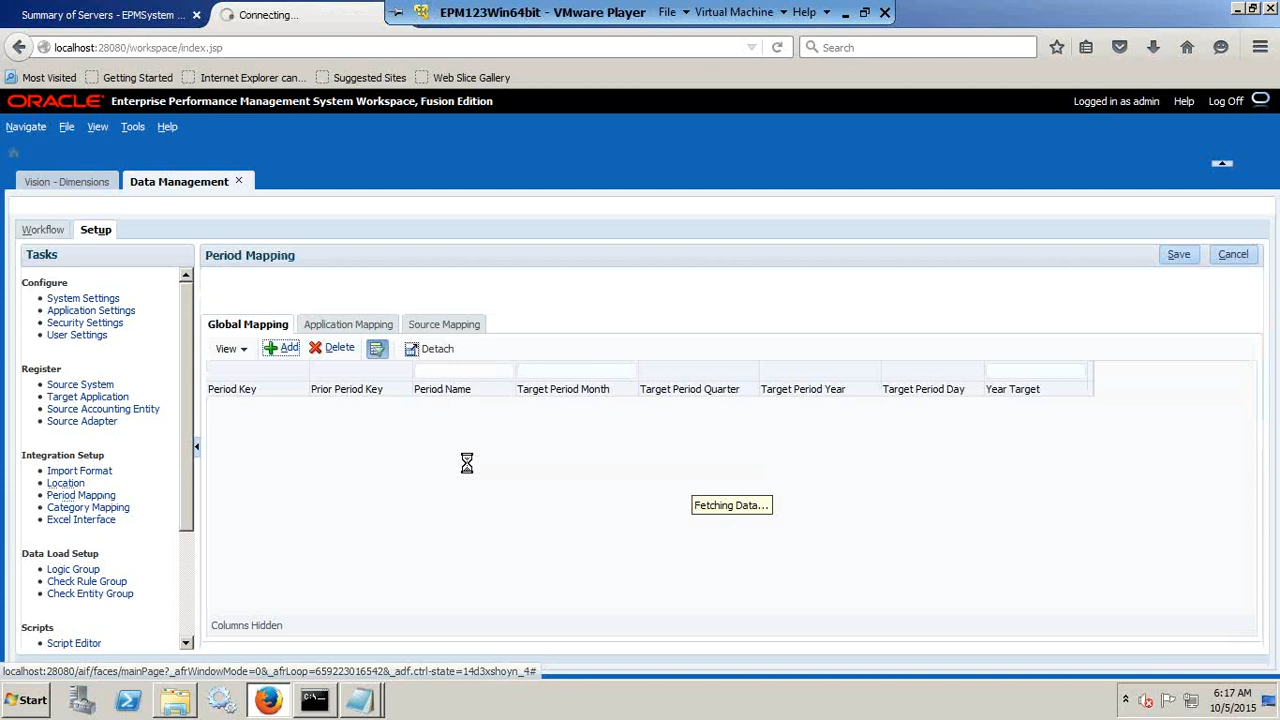 Summary of Servers - EPMSystem ... ×
Connecting...
EPM123Win64bit - VMware Player File Virtual Machine Help
localhost:28080/workspace/index.jsp
Search
Most Visited Getting Started Internet Explorer can... Suggested Sites Web Slice Gallery
ORACLE Enterprise Performance Management System Workspace, Fusion Edition
Logged in as admin Help Log Off
Navigate File View Tools Help
Vision - Dimensions Data Management ×
Workflow Setup
Tasks
Period Mapping
Save Cancel
Configure
System Settings
Application Settings
Security Settings
User Settings
Register
Source System
Target Application
Source Accounting Entity
Source Adapter
Integration Setup
Import Format
Location
Period Mapping
Category Mapping
Excel Interface
Data Load Setup
Logic Group
Check Rule Group
Check Entity Group
Scripts
Script Editor
Global Mapping Application Mapping Source Mapping
View Add Delete Detach
Period Key Prior Period Key Period Name Target Period Month Target Period Quarter Target Period Year Target Period Day Year Target
Fetching Data...
Columns Hidden
localhost:28080/aif/faces/mainPage?_afrWindowMode=0&_afrLoop=659223016542&_adf.ctrl-state=14d3xshoyn_4#
Start
C:\.
6:17 AM
10/5/2015